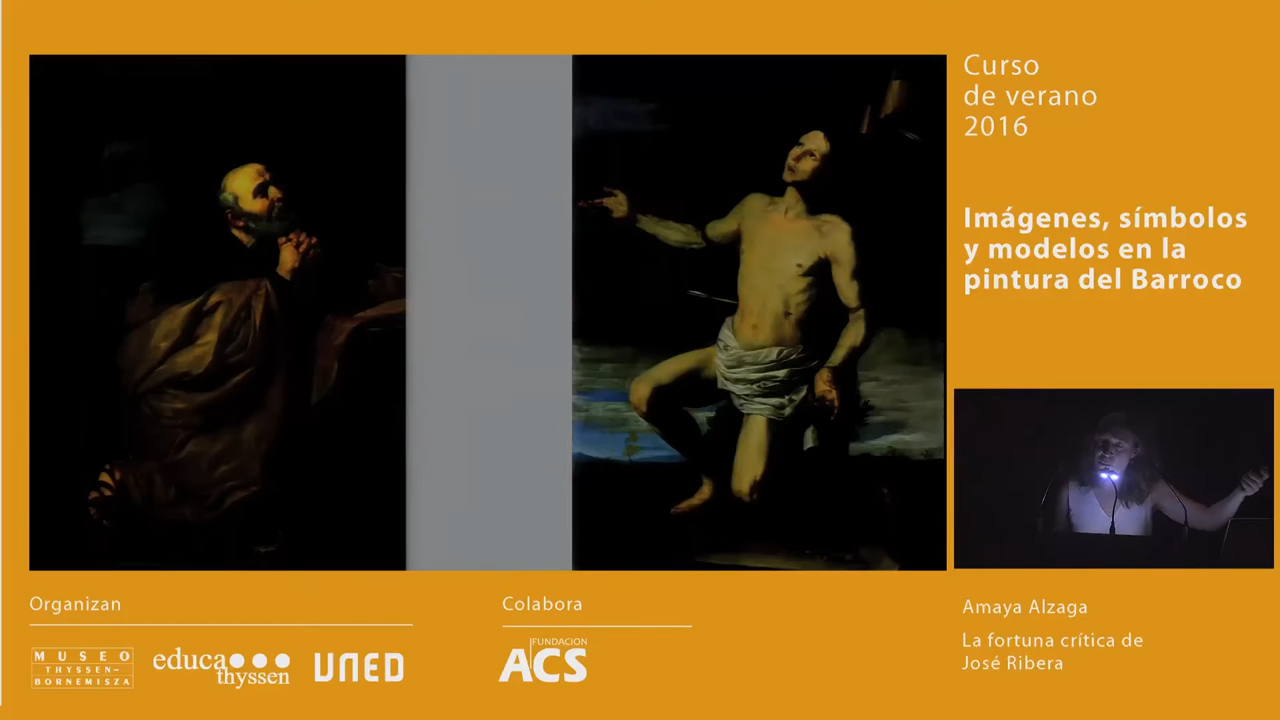 Curso
de verano
2016
Imágenes, símbolos
y modelos en la
pintura del Barroco
Organizan
MUSEO
THYSSEN-
BORNEMISZA
educa
thyssen
UNED
Colabora
FUNDACION
ACS
Amaya Alzaga
La fortuna crítica de
José Ribera